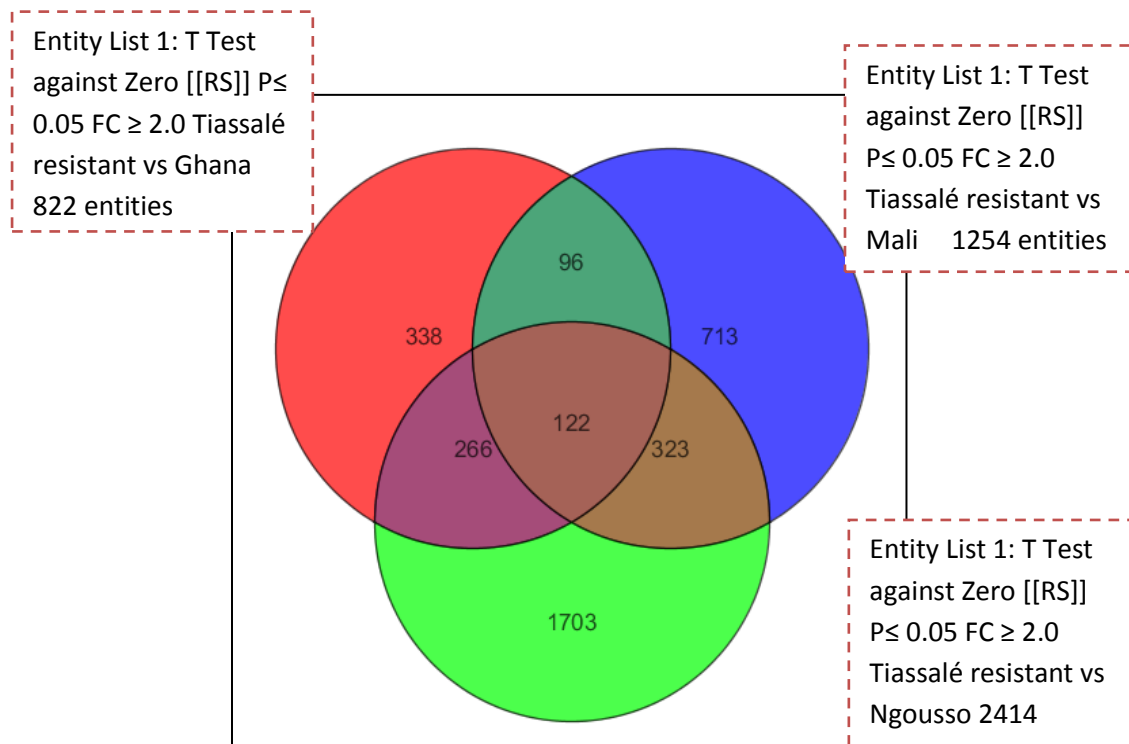 Entity List 1: T Test
against Zero [[RS]] P≤
0.05 FC ≥ 2.0 Tiassalé
resistant vs Ghana
822 entities
Entity List 1: T Test
against Zero [[RS]]
P≤ 0.05 FC ≥ 2.0
Tiassalé resistant vs
Mali 1254 entities
96
338
713
122
266
323
1703
Entity List 1: T Test
against Zero [[RS]]
P≤ 0.05 FC ≥ 2.0
Tiassalé resistant vs
Ngousso 2414